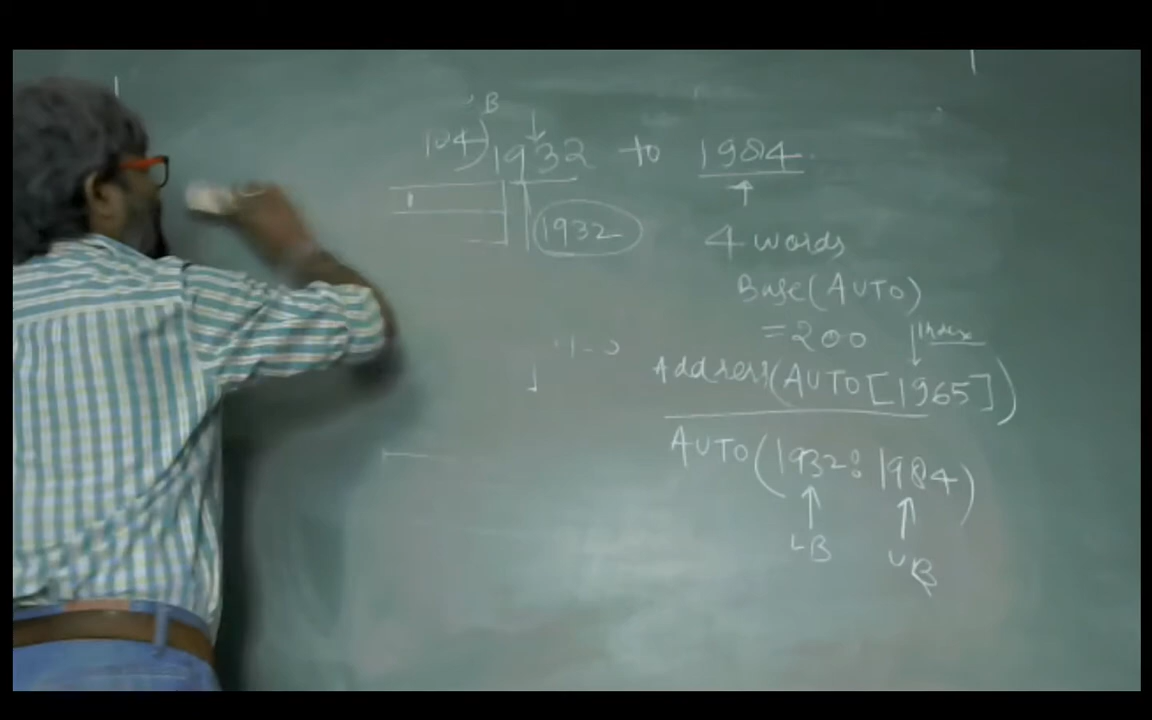 B
104) 1932 to 1984
1932
4 words
Base(AUTO)
=200
Index
Address(AUTO[1965])
AUTO(1932:1984)
LB UB